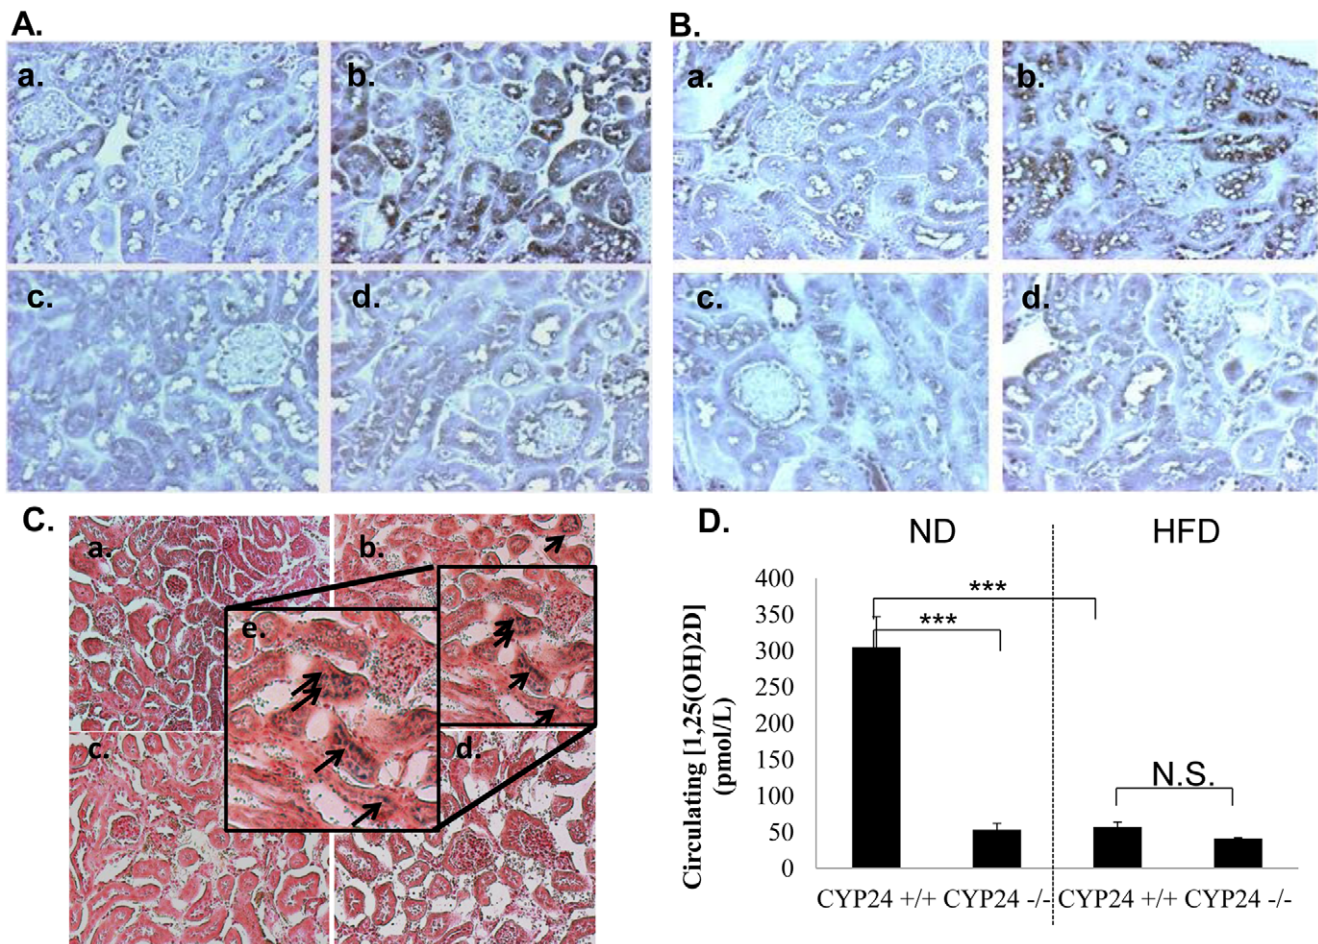 A.
a.
b.
c.
d.
B.
a.
b.
c.
d.
C.
a.
b.
e.
c.
d.
D.
ND
HFD
Circulating [1,25(OH)2D]
(pmol/L)
400
350
300
250
200
150
100
50
0
***
***
N.S.
CYP24 +/+ CYP24 -/- CYP24 +/+ CYP24 -/-